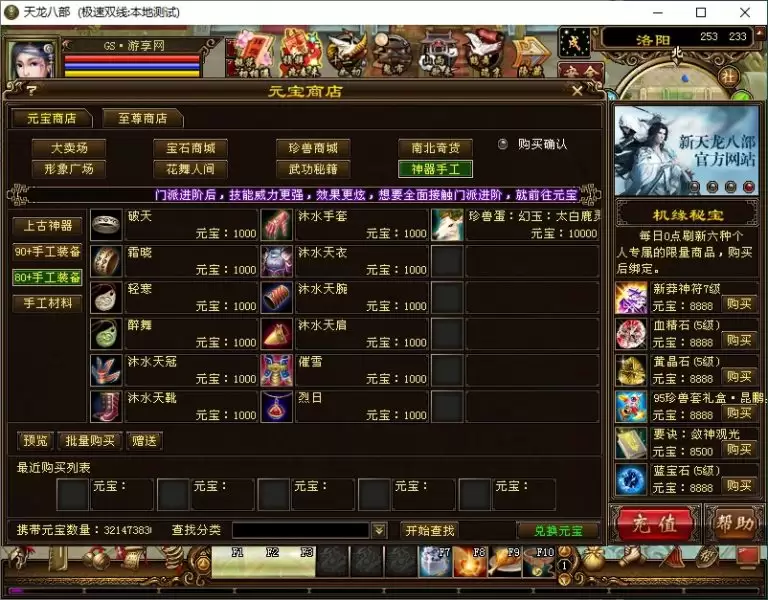 天龙八部 (极速双线:本地测试)
GS·游享网
洛阳 253 233
北
社
安全
?
元宝商店
元宝商店 至尊商店
大卖场 宝石商城 珍兽商城 南北奇货 购买确认
形象广场 花舞人间 武功秘籍 神器手工
门派进阶后，技能威力更强，效果更炫，想要全面接触门派进阶，就前往元宝
上古神器
90+手工装备
80+手工装备
手工材料
破天
元宝：1000
沐水手套
元宝：1000
珍兽蛋：幻玉：太白鹿灵
元宝：10000
霜晓
元宝：1000
沐水天衣
元宝：1000
轻寒
元宝：1000
沐水天腕
元宝：1000
醉舞
元宝：1000
沐水天肩
元宝：1000
沐水天冠
元宝：1000
催雪
元宝：1000
沐水天靴
元宝：1000
烈日
元宝：1000
预览 批量购买 赠送
最近购买列表
元宝： 元宝： 元宝： 元宝： 元宝：
携带元宝数量：32147383 查找分类 开始查找 兑换元宝
新天龙八部
官方网站
机缘秘宝
每日0点刷新六种个
人专属的限量商品，购买
后绑定。
新莽神符7级
元宝：8888 购买
血精石(5级)
元宝：8888 购买
黄晶石(5级)
元宝：8888 购买
95珍兽套礼盒·昆鹏
元宝：8888 购买
要诀：敛神观光
元宝：8500 购买
蓝宝石(5级)
元宝：8888 购买
充值 帮助
F1 F2 F3 F7 F8 F9 F10
1